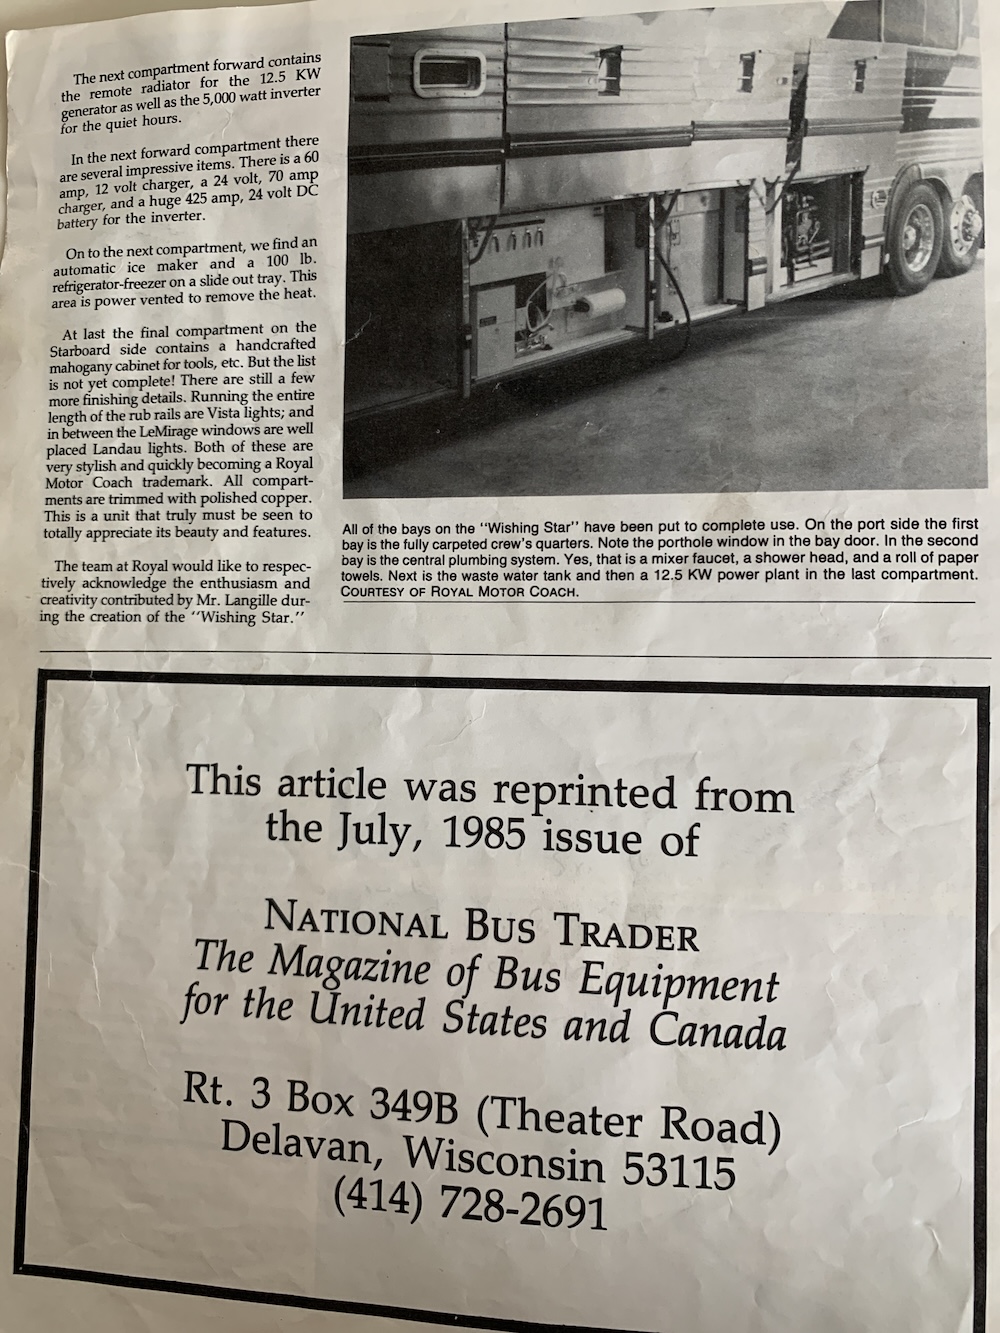 The next compartment forward contains
the remote radiator for the 12.5 KW
generator as well as the 5,000 watt inverter
for the quiet hours.
In the next forward compartment there
are several impressive items. There is a 60
amp, 12 volt charger, a 24 volt, 70 amp
charger, and a huge 425 amp, 24 volt DC
battery for the inverter.
On to the next compartment, we find an
automatic ice maker and a 100 lb.
refrigerator-freezer on a slide out tray. This
area is power vented to remove the heat.
At last the final compartment on the
Starboard side contains a handcrafted
mahogany cabinet for tools, etc. But the list
is not yet complete! There are still a few
more finishing details. Running the entire
length of the rub rails are Vista lights; and
in between the LeMirage windows are well
placed Landau lights. Both of these are
very stylish and quickly becoming a Royal
Motor Coach trademark. All compart-
ments are trimmed with polished copper.
This is a unit that truly must be seen to
totally appreciate its beauty and features.
The team at Royal would like to respec-
tively acknowledge the enthusiasm and
creativity contributed by Mr. Langille dur-
ing the creation of the "Wishing Star."
All of the bays on the "Wishing Star" have been put to complete use. On the port side the first
bay is the fully carpeted crew's quarters. Note the porthole window in the bay door. In the second
bay is the central plumbing system. Yes, that is a mixer faucet, a shower head, and a roll of paper
towels. Next is the waste water tank and then a 12.5 KW power plant in the last compartment.
COURTESY OF ROYAL MOTOR COACH.
This article was reprinted from
the July, 1985 issue of
NATIONAL BUS TRADER
The Magazine of Bus Equipment
for the United States and Canada
Rt. 3 Box 349B (Theater Road)
Delavan, Wisconsin 53115
(414) 728-2691